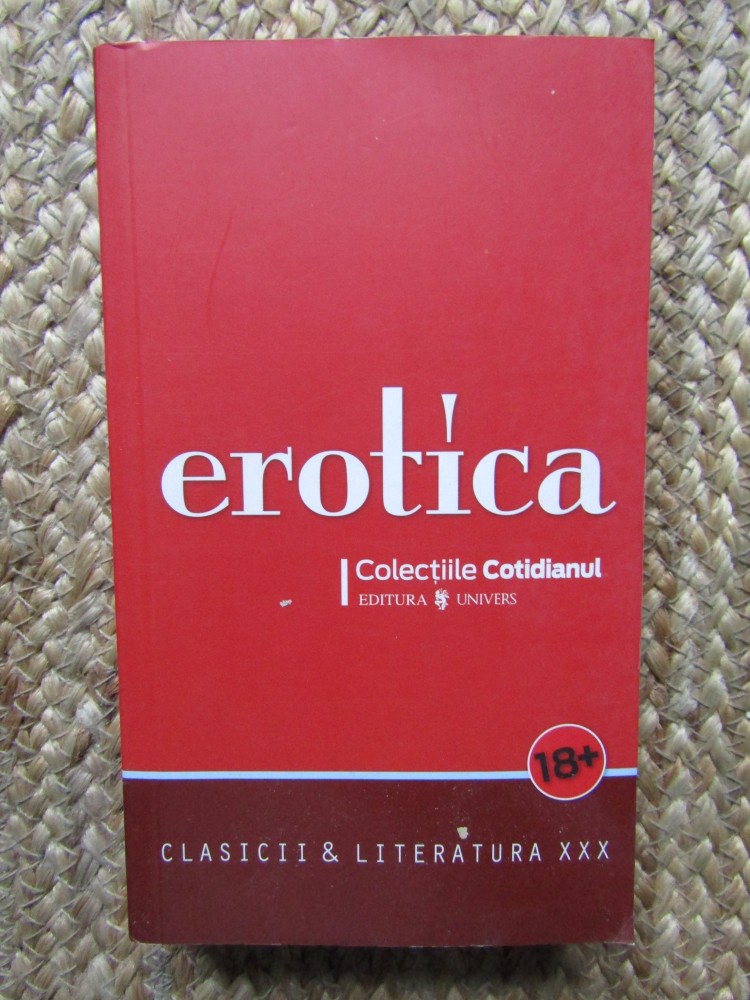 erotica
Colecțiile Cotidianul
EDITURA UNIVERS
18+
CLASICII & LITERATURA XXX